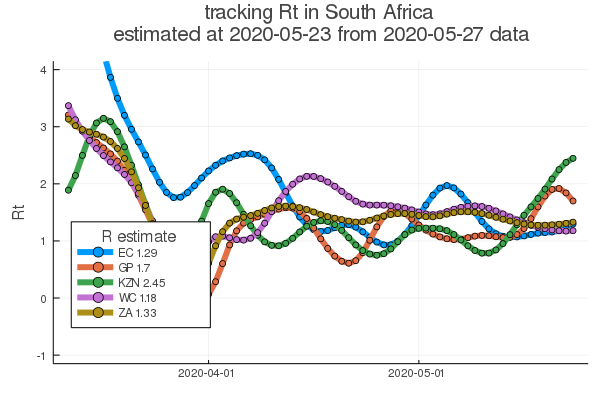 tracking Rt in South Africa
estimated at 2020-05-23 from 2020-05-27 data
4
3
2
1
0
-1
Rt
R estimate
EC 1.29
GP 1.7
KZN 2.45
WC 1.18
ZA 1.33
2020-04-01
2020-05-01